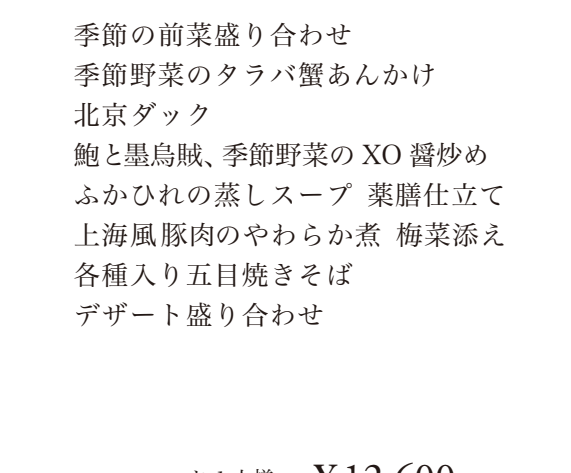 季節の前菜盛り合わせ
季節野菜のタラバ蟹あんかけ
北京ダック
鮑と墨烏賊、季節野菜の XO 醤炒め
ふかひれの蒸しスープ 薬膳仕立て
上海風豚肉のやわらか煮 梅菜添え
各種入り五目焼きそば
デザート盛り合わせ